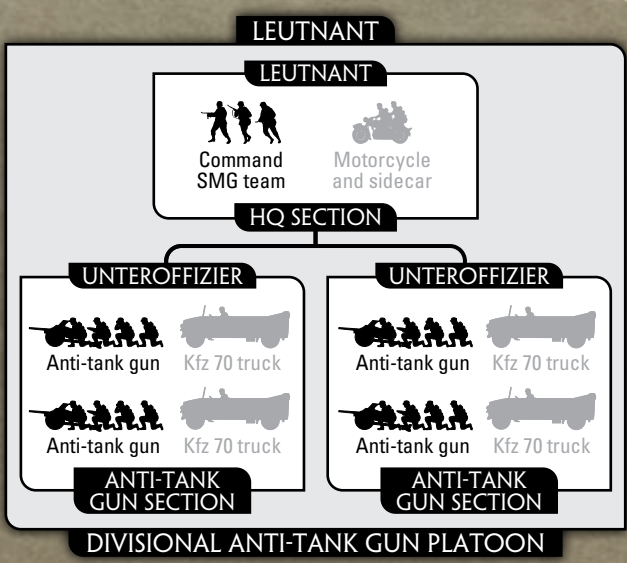 LEUTNANT
LEUTNANT
Command
SMG team
Motorcycle
and sidecar
HQ SECTION
UNTEROFFIZIER
Anti-tank gun
Kfz 70 truck
Anti-tank gun
Kfz 70 truck
ANTI-TANK
GUN SECTION
UNTEROFFIZIER
Anti-tank gun
Kfz 70 truck
Anti-tank gun
Kfz 70 truck
ANTI-TANK
GUN SECTION
DIVISIONAL ANTI-TANK GUN PLATOON